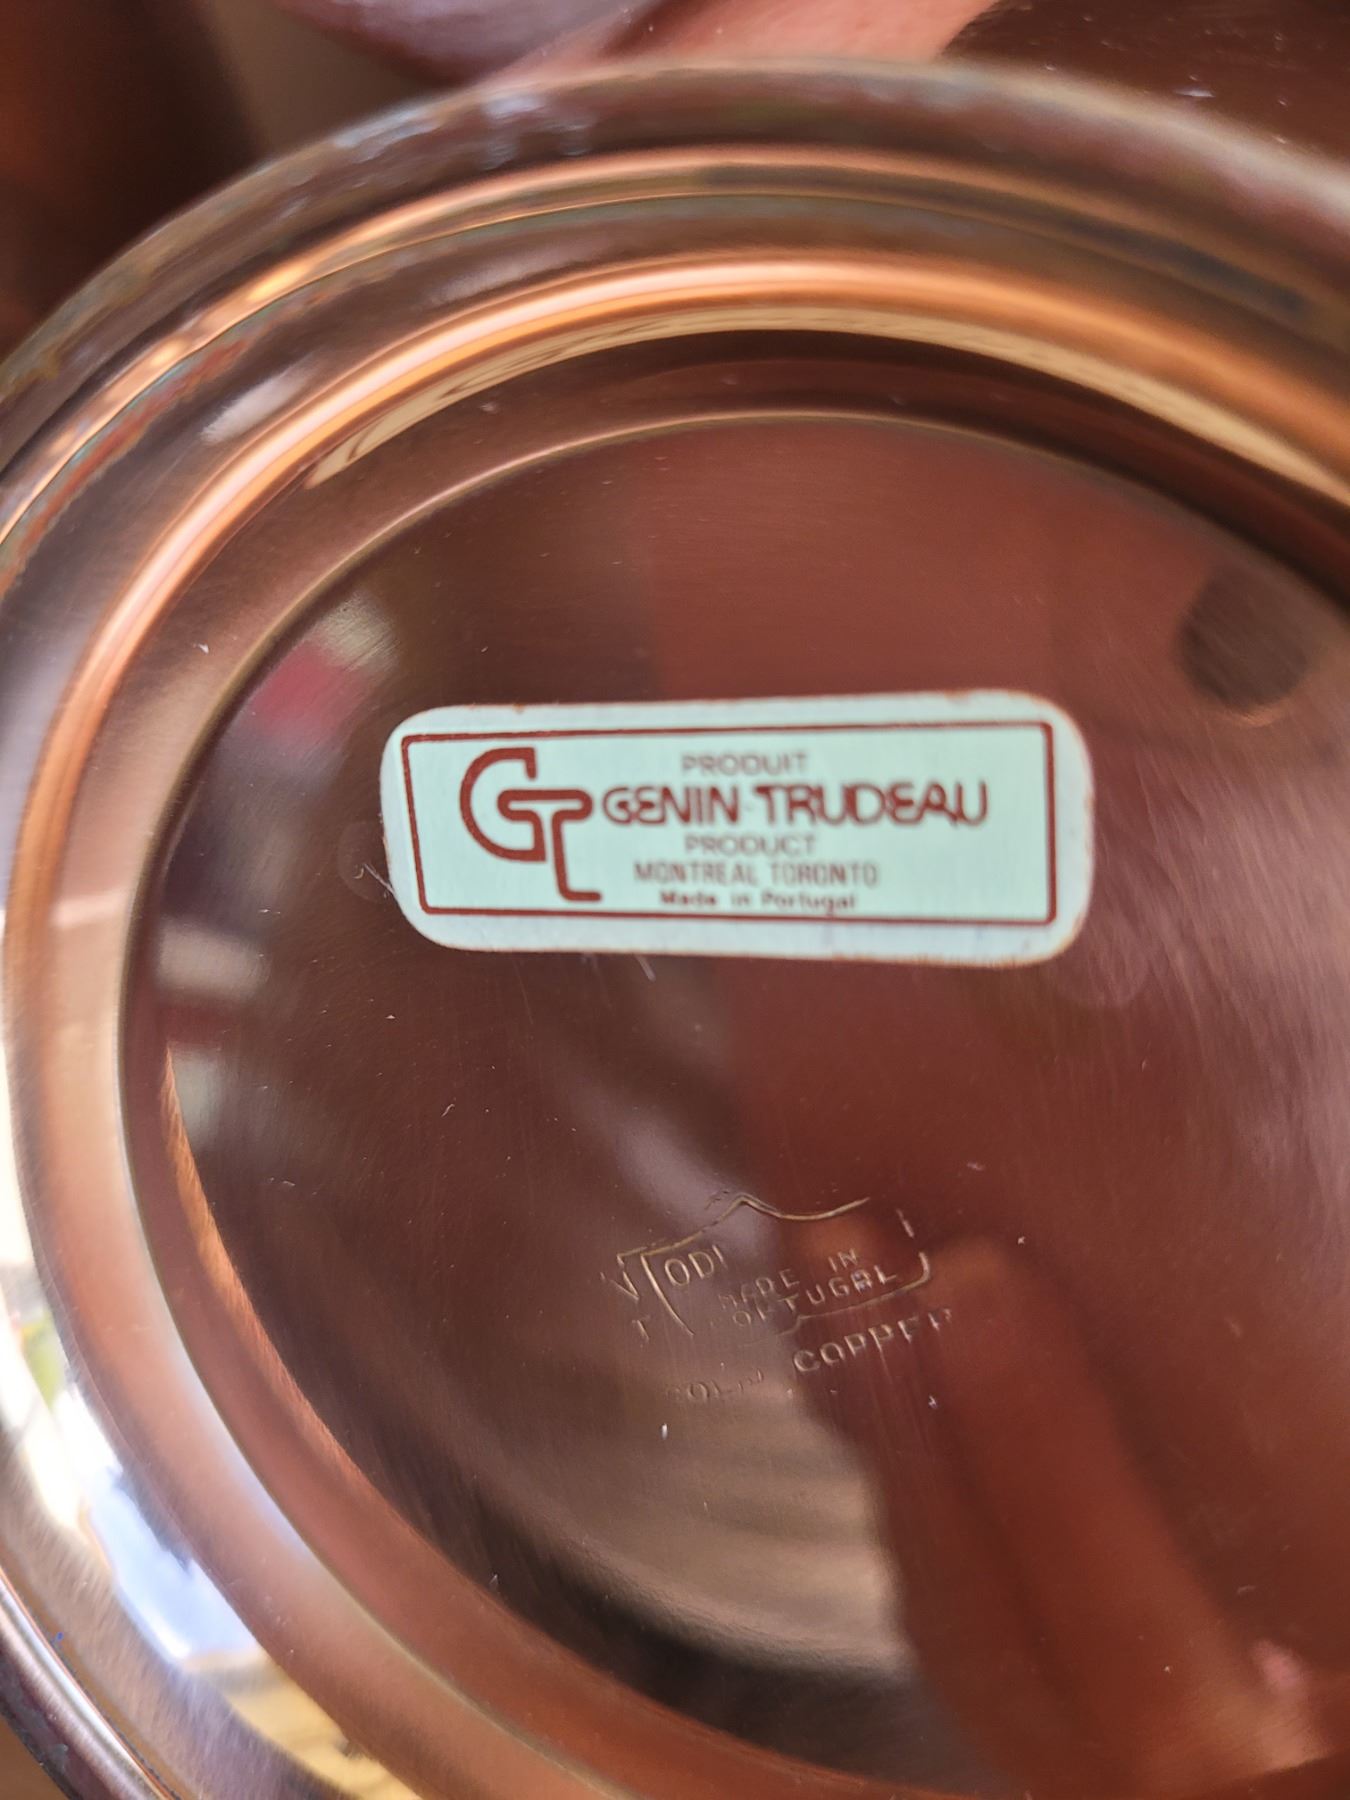 GT
PRODUIT
GENIN-TRUDEAU
PRODUCT
MONTREAL TORONTO
Made in Portugal
MADE IN
PORTUGAL
COPPER